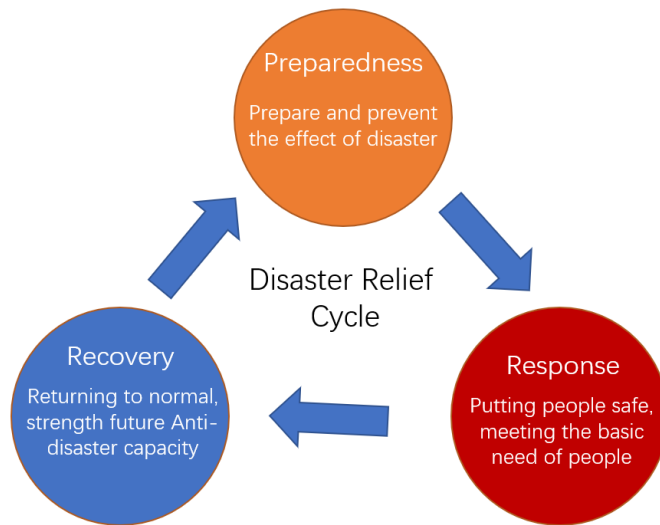 Preparedness
Prepare and prevent
the effect of disaster
Disaster Relief
Cycle
Recovery
Returning to normal,
strength future Anti-
disaster capacity
Response
Putting people safe,
meeting the basic
need of people